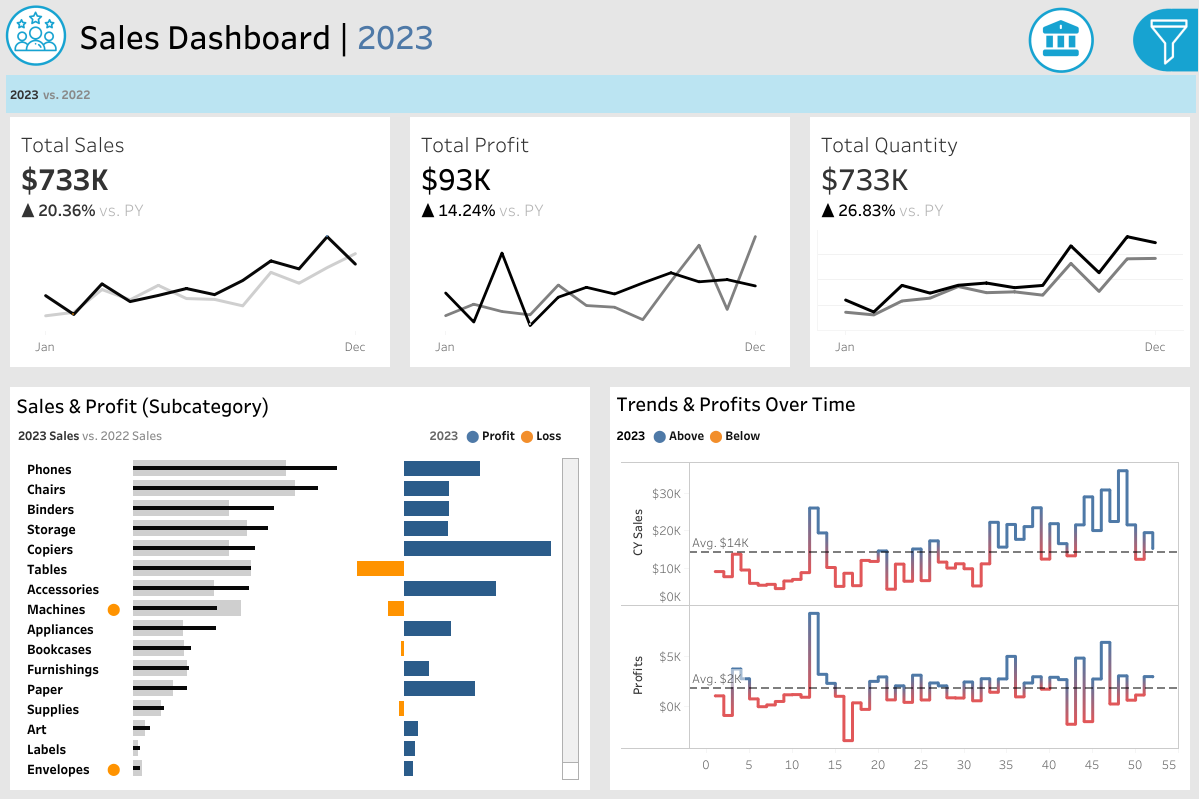 Sales Dashboard | 2023
2023 vs. 2022
Total Sales
$733K
▲ 20.36% vs. PY
Jan Dec
Total Profit
$93K
▲ 14.24% vs. PY
Jan Dec
Total Quantity
$733K
▲ 26.83% vs. PY
Jan Dec
Sales & Profit (Subcategory)
2023 Sales vs. 2022 Sales
2023 Profit Loss
Phones
Chairs
Binders
Storage
Copiers
Tables
Accessories
Machines
Appliances
Bookcases
Furnishings
Paper
Supplies
Art
Labels
Envelopes
Trends & Profits Over Time
2023 Above Below
CY Sales
$30K
$20K
Avg. $14K
$10K
$0K
Profits
$5K
Avg. $2K
$0K
0 5 10 15 20 25 30 35 40 45 50 55